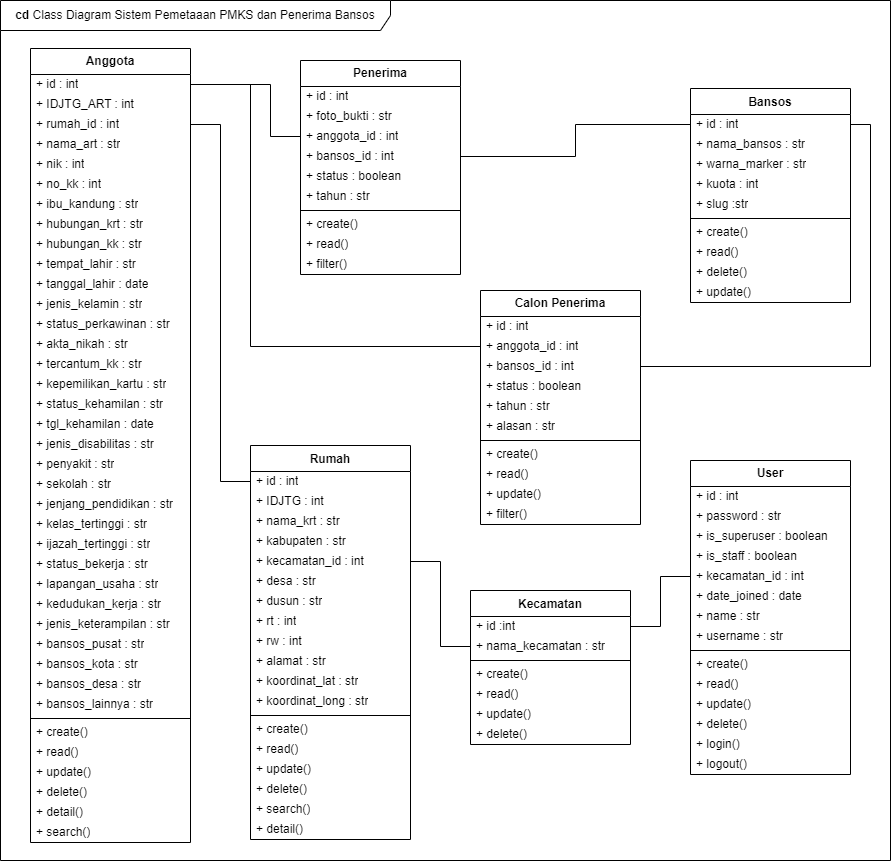 cd Class Diagram Sistem Pemetaaan PMKS dan Penerima Bansos
Anggota
+ id : int
+ IDJTG_ART : int
+ rumah_id : int
+ nama_art : str
+ nik : int
+ no_kk : int
+ ibu_kandung : str
+ hubungan_krt : str
+ hubungan_kk : str
+ tempat_lahir : str
+ tanggal_lahir : date
+ jenis_kelamin : str
+ status_perkawinan : str
+ akta_nikah : str
+ tercantum_kk : str
+ kepemilikan_kartu : str
+ status_kehamilan : str
+ tgl_kehamilan : date
+ jenis_disabilitas : str
+ penyakit : str
+ sekolah : str
+ jenjang_pendidikan : str
+ kelas_tertinggi : str
+ ijazah_tertinggi : str
+ status_bekerja : str
+ lapangan_usaha : str
+ kedudukan_kerja : str
+ jenis_keterampilan : str
+ bansos_pusat : str
+ bansos_kota : str
+ bansos_desa : str
+ bansos_lainnya : str
+ create()
+ read()
+ update()
+ delete()
+ detail()
+ search()
Penerima
+ id : int
+ foto_bukti : str
+ anggota_id : int
+ bansos_id : int
+ status : boolean
+ tahun : str
+ create()
+ read()
+ filter()
Bansos
+ id : int
+ nama_bansos : str
+ warna_marker : str
+ kuota : int
+ slug :str
+ create()
+ read()
+ delete()
+ update()
Calon Penerima
+ id : int
+ anggota_id : int
+ bansos_id : int
+ status : boolean
+ tahun : str
+ alasan : str
+ create()
+ read()
+ update()
+ filter()
Rumah
+ id : int
+ IDJTG : int
+ nama_krt : str
+ kabupaten : str
+ kecamatan_id : int
+ desa : str
+ dusun : str
+ rt : int
+ rw : int
+ alamat : str
+ koordinat_lat : str
+ koordinat_long : str
+ create()
+ read()
+ update()
+ delete()
+ search()
+ detail()
Kecamatan
+ id :int
+ nama_kecamatan : str
+ create()
+ read()
+ update()
+ delete()
User
+ id : int
+ password : str
+ is_superuser : boolean
+ is_staff : boolean
+ kecamatan_id : int
+ date_joined : date
+ name : str
+ username : str
+ create()
+ read()
+ update()
+ delete()
+ login()
+ logout()